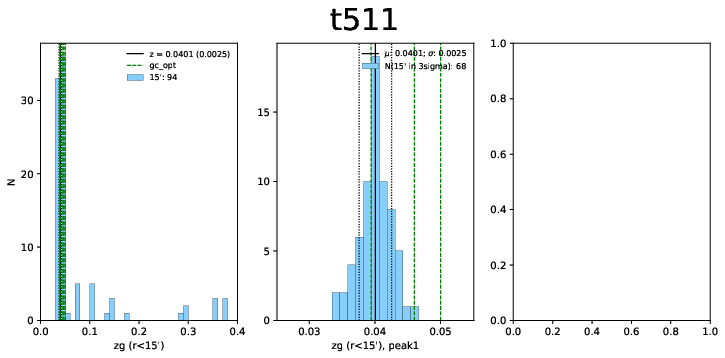 t511
z = 0.0401 (0.0025)
gc_opt
15': 94
N
30
20
10
0
0.0 0.1 0.2 0.3 0.4
zg (r<15')
μ: 0.0401; σ: 0.0025
N(15' in 3sigma): 68
15
10
5
0
0.03 0.04 0.05
zg (r<15'), peak1
1.0
0.8
0.6
0.4
0.2
0.0
0.0 0.2 0.4 0.6 0.8 1.0